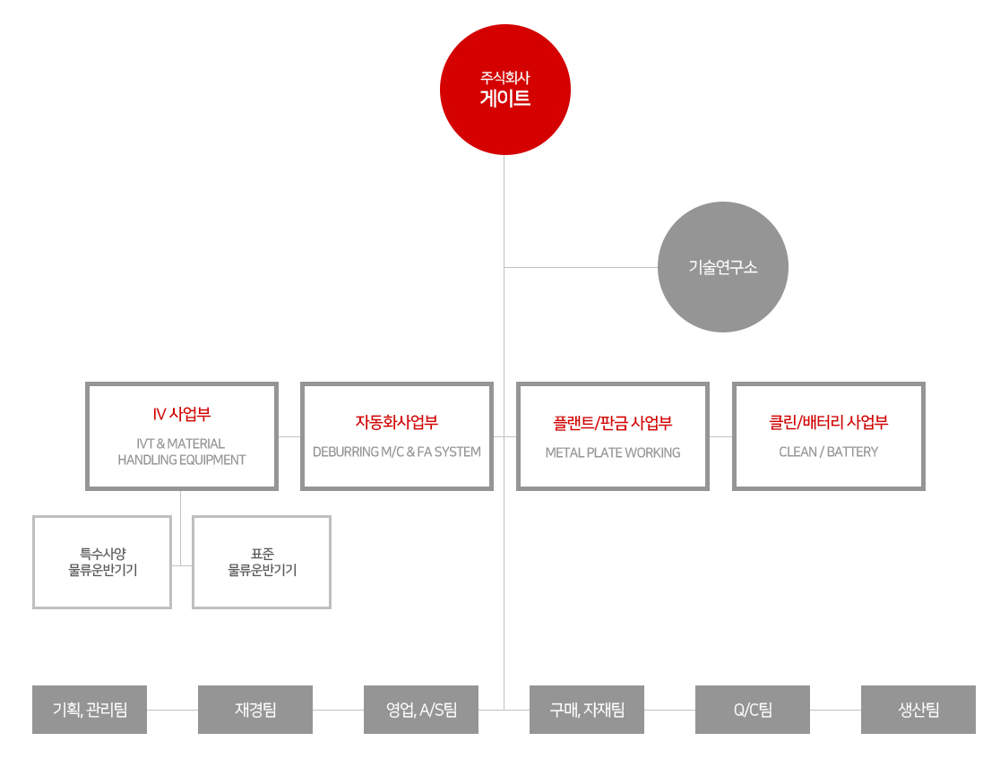 주식회사
게이트
기술연구소
IV 사업부
IVT & MATERIAL
HANDLING EQUIPMENT
자동화사업부
DEBURRING M/C & FA SYSTEM
플랜트/판금 사업부
METAL PLATE WORKING
클린/배터리 사업부
CLEAN / BATTERY
특수사양
물류운반기기
표준
물류운반기기
기획, 관리팀
재경팀
영업, A/S팀
구매, 자재팀
Q/C팀
생산팀